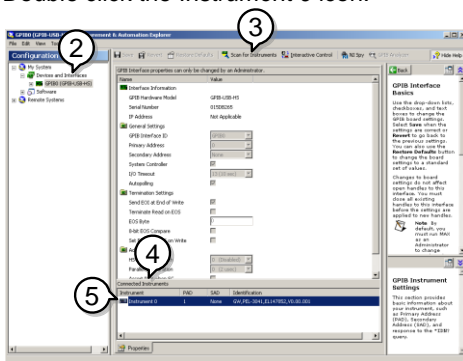 Double click the Instrument 0 icon.
3
GPIB0 (GPIB-USB-HS) Measurement & Automation Explorer
File Edit View
2
Configuration
Save
Revert
Restore Defaults
Scan for Instruments
Interactive Control
NI Spy
GPIB Analyzer
Hide Help
My System
Devices and Interfaces
GPIB0 (GPIB-USB-HS)
Software
Remote Systems
GPIB Interface properties can only be changed by an Administrator
Name Value
Interface Information
GPIB Hardware Model GPIB-USB-HS
Serial Number 015D8265
IP Address Not Applicable
General Settings
GPIB Interface ID GPIB0
Primary Address 0
Secondary Address None
System Controller
I/O Timeout
Autopolling
Termination Settings
Send EOI at End of Write
Terminate Read on EOS
EOS Byte 0
8-bit EOS Compare
Write
4
Connected Instruments
5
Instrument PAD SAD Identification
Instrument 0 1 None
Properties
Back
GPIB Interface
Basics
Use the drop-down lists,
checkboxes, and text
boxes to change the
GPIB board settings.
Select Save when the
settings are correct or
Revert to go back to
the previous settings.
You can also use the
Restore Defaults button
to change the board
settings to a standard
set of values.
Changes to board
settings do not affect
open handles to this
interface. You must
close all existing
handles to this interface
before the settings are
applied to new handles.
Note By
default, you
must run MAX
as an
Administrator
to change
GPIB Instrument
Settings
This section provides
basic information about
your instrument, such
as Primary Address
(PAD), Secondary
Address (SAD), and
response to the *IDN?
query.